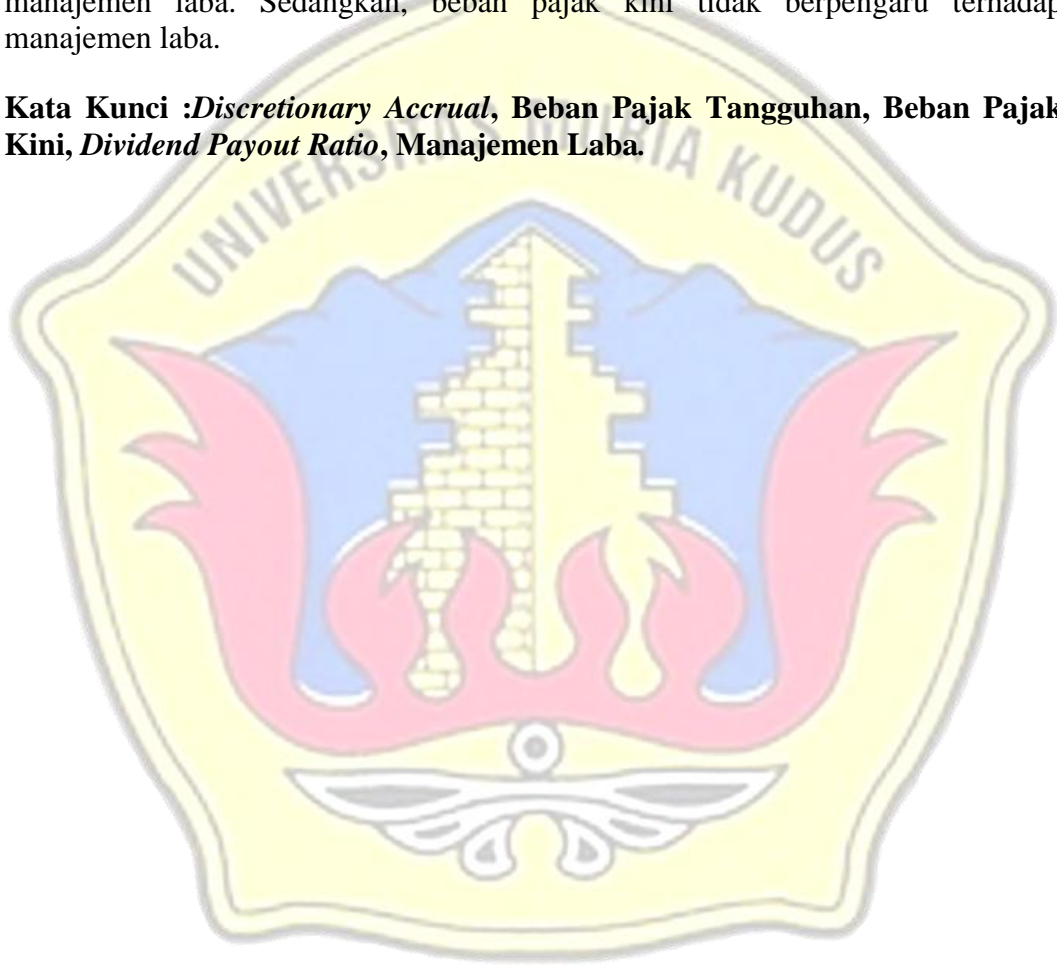 manajemen laba. Sedangkan, beban pajak kini tidak berpengaru terhadap
manajemen laba.
Kata Kunci :Discretionary Accrual, Beban Pajak Tangguhan, Beban Pajak
Kini, Dividend Payout Ratio, Manajemen Laba.
UNIVERSITAS MURIA KUDUS